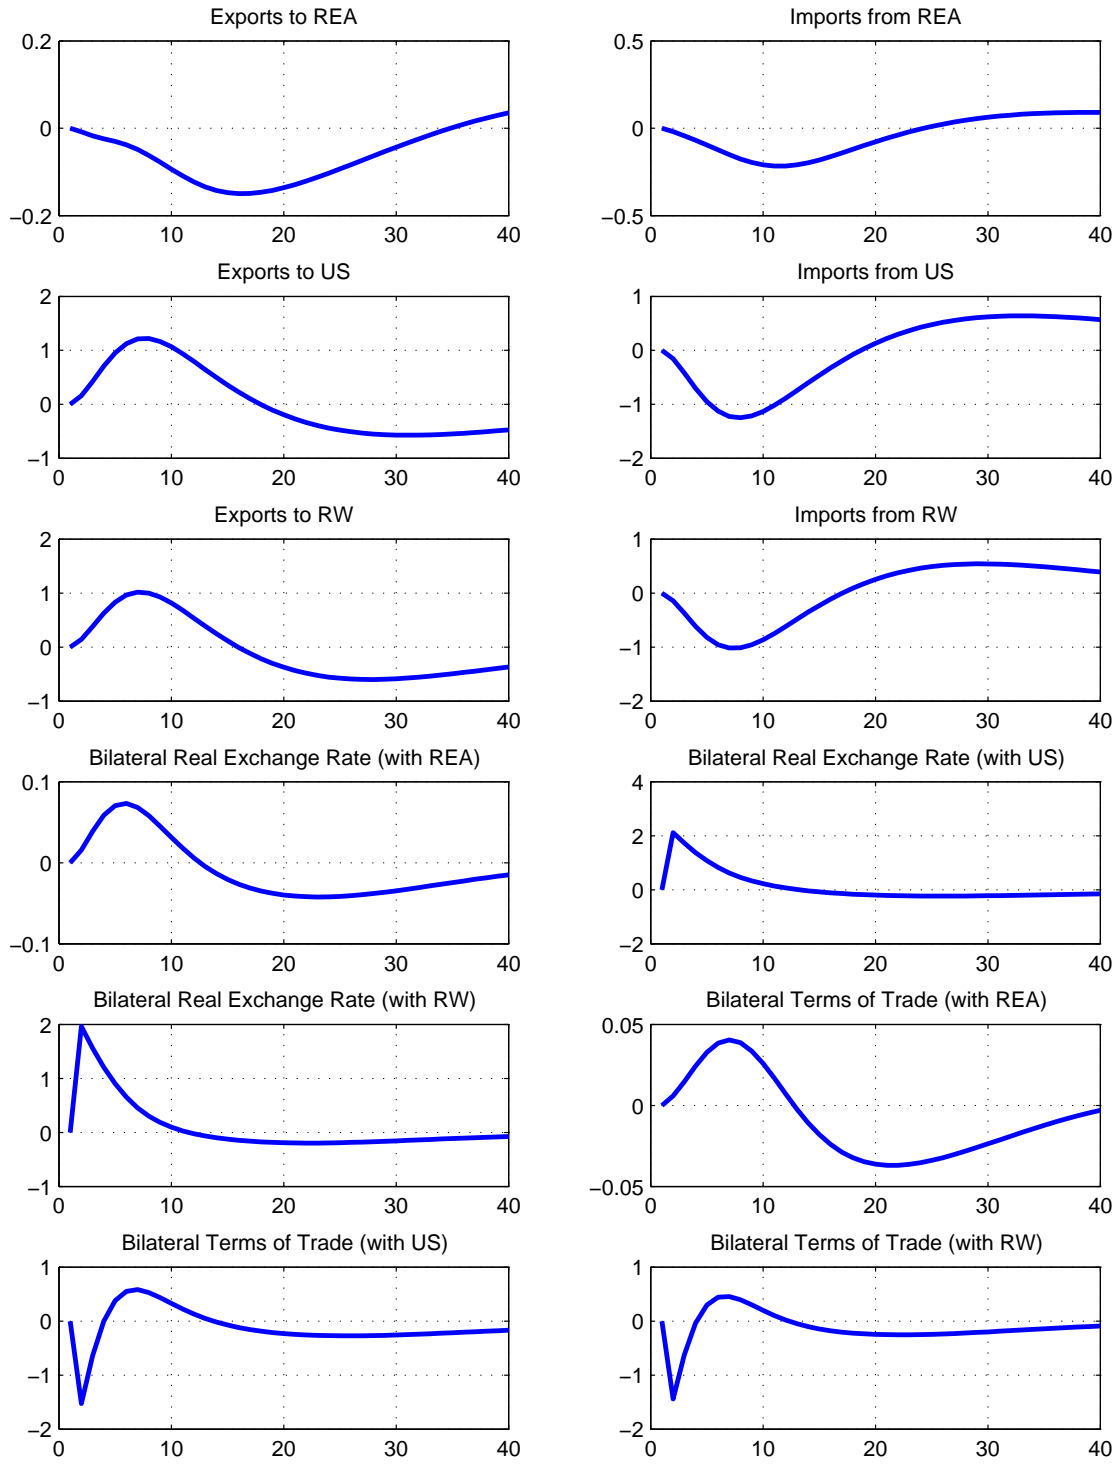 Exports to REA
0.2
0
−0.2
0 10 20 30 40
Imports from REA
0.5
0
−0.5
0 10 20 30 40
Exports to US
2
1
0
−1
0 10 20 30 40
Imports from US
1
0
−1
−2
0 10 20 30 40
Exports to RW
2
1
0
−1
0 10 20 30 40
Imports from RW
1
0
−1
−2
0 10 20 30 40
Bilateral Real Exchange Rate (with REA)
0.1
0
−0.1
0 10 20 30 40
Bilateral Real Exchange Rate (with US)
4
2
0
−2
0 10 20 30 40
Bilateral Real Exchange Rate (with RW)
2
1
0
−1
0 10 20 30 40
Bilateral Terms of Trade (with REA)
0.05
0
−0.05
0 10 20 30 40
Bilateral Terms of Trade (with US)
1
0
−1
−2
0 10 20 30 40
Bilateral Terms of Trade (with RW)
1
0
−1
−2
0 10 20 30 40